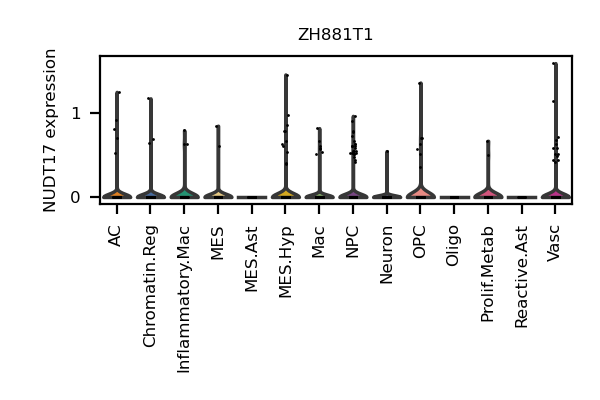 ZH881T1
NUDT17 expression
1
0
AC
Chromatin.Reg
Inflammatory.Mac
MES
MES.Ast
MES.Hyp
Mac
NPC
Neuron
OPC
Oligo
Prolif.Metab
Reactive.Ast
Vasc